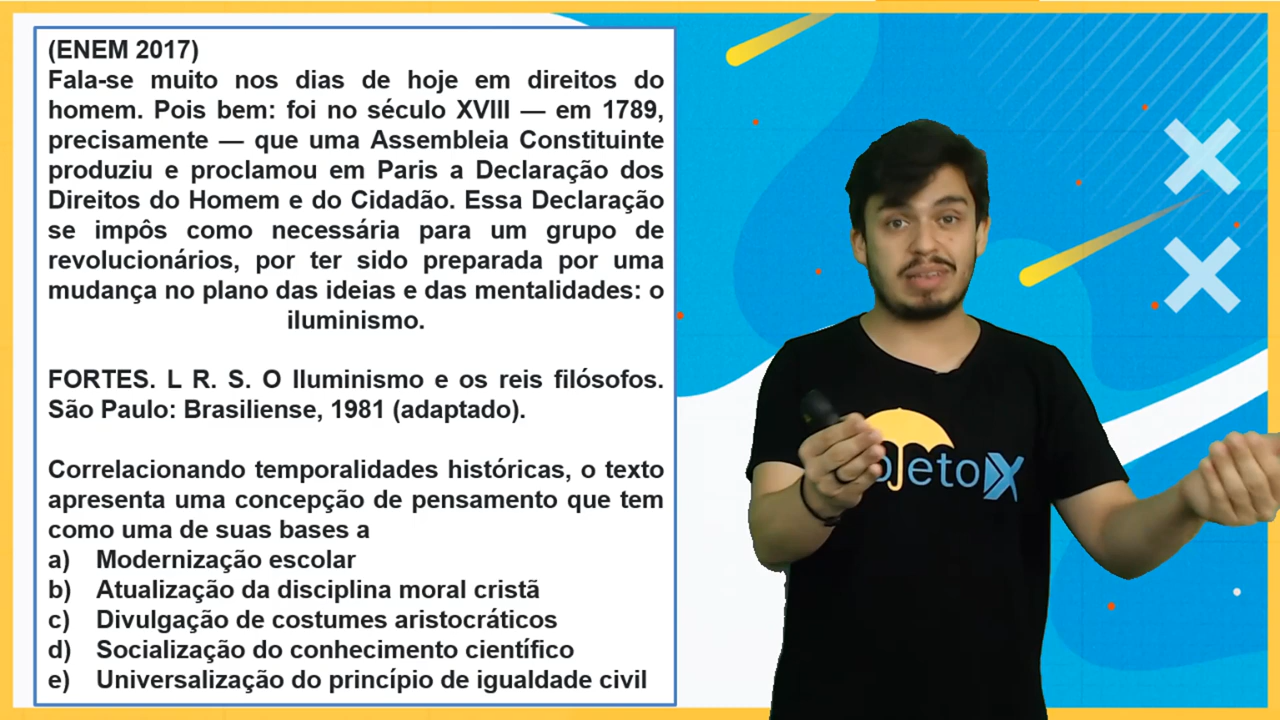 (ENEM 2017)
Fala-se muito nos dias de hoje em direitos do
homem. Pois bem: foi no século XVIII — em 1789,
precisamente — que uma Assembleia Constituinte
produziu e proclamou em Paris a Declaração dos
Direitos do Homem e do Cidadão. Essa Declaração
se impôs como necessária para um grupo de
revolucionários, por ter sido preparada por uma
mudança no plano das ideias e das mentalidades: o
iluminismo.
FORTES. L R. S. O Iluminismo e os reis filósofos.
São Paulo: Brasiliense, 1981 (adaptado).
Correlacionando temporalidades históricas, o texto
apresenta uma concepção de pensamento que tem
como uma de suas bases a
a) Modernização escolar
b) Atualização da disciplina moral cristã
c) Divulgação de costumes aristocráticos
d) Socialização do conhecimento científico
e) Universalização do princípio de igualdade civil